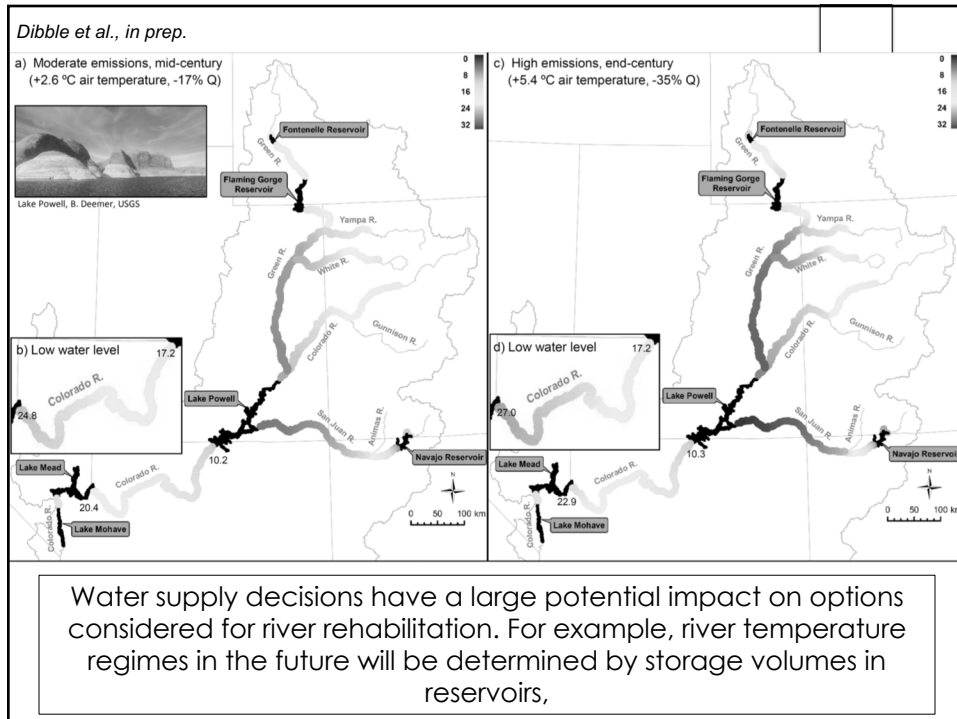 Dibble et al., in prep.
a) Moderate emissions, mid-century
(+2.6 ºC air temperature, -17% Q)
0
8
16
24
32
Fontenelle Reservoir
Green R.
Flaming Gorge
Reservoir
Lake Powell, B. Deemer, USGS
Yampa R.
Green R.
White R.
Colorado R.
Gunnison R.
b) Low water level
17.2
Colorado R.
24.8
Lake Powell
San Juan R.
Animas R.
10.2
Navajo Reservoir
Lake Mead
Colorado R.
20.4
Colorado R.
Lake Mohave
N
0 50 100 km
c) High emissions, end-century
(+5.4 ºC air temperature, -35% Q)
0
8
16
24
32
Fontenelle Reservoir
Green R.
Flaming Gorge
Reservoir
Yampa R.
Green R.
White R.
Colorado R.
Gunnison R.
d) Low water level
17.2
Colorado R.
27.0
Lake Powell
San Juan R.
Animas R.
10.3
Navajo Reservoir
Lake Mead
Colorado R.
22.9
Colorado R.
Lake Mohave
N
0 50 100 km
Water supply decisions have a large potential impact on options
considered for river rehabilitation. For example, river temperature
regimes in the future will be determined by storage volumes in
reservoirs,